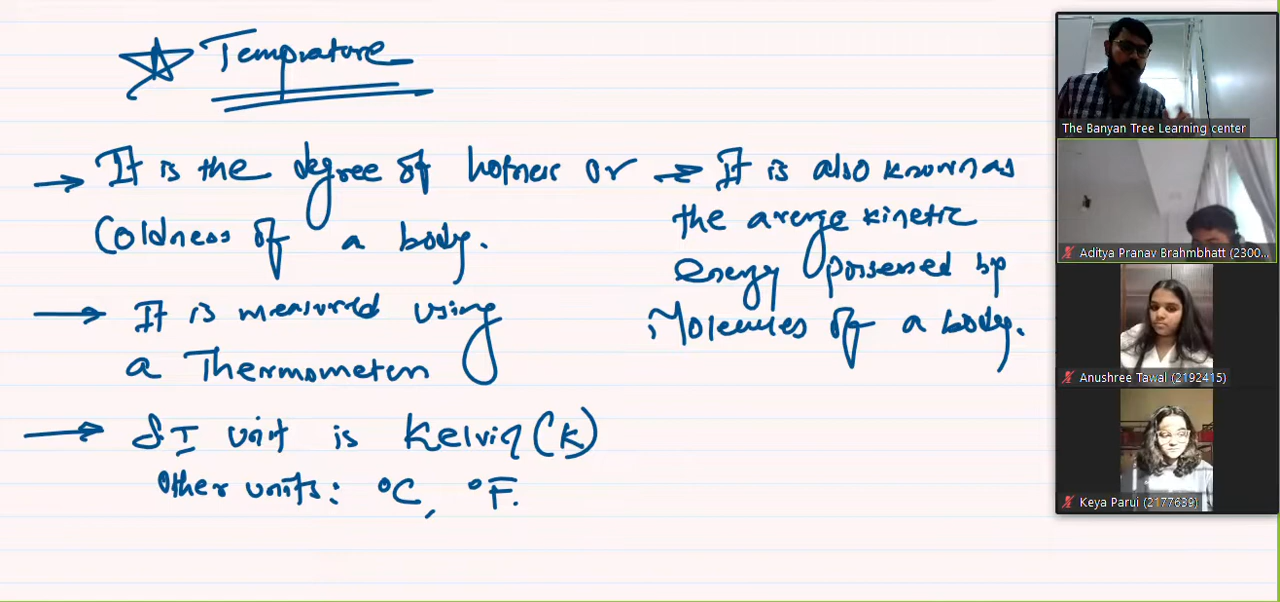 Temprature
→ It is the degree of hotness or
Coldness of a body.
→ It is measured using
a Thermometer
→ SI unit is Kelvin (K)
Other units: °C, °F.
→ It is also known as
the average kinetic
energy possessed by
Molecules of a body.
The Banyan Tree Learning center
Aditya Pranav Brahmbhatt (2300...
Anushree Tawal (2192415)
Keya Parui (2177639)